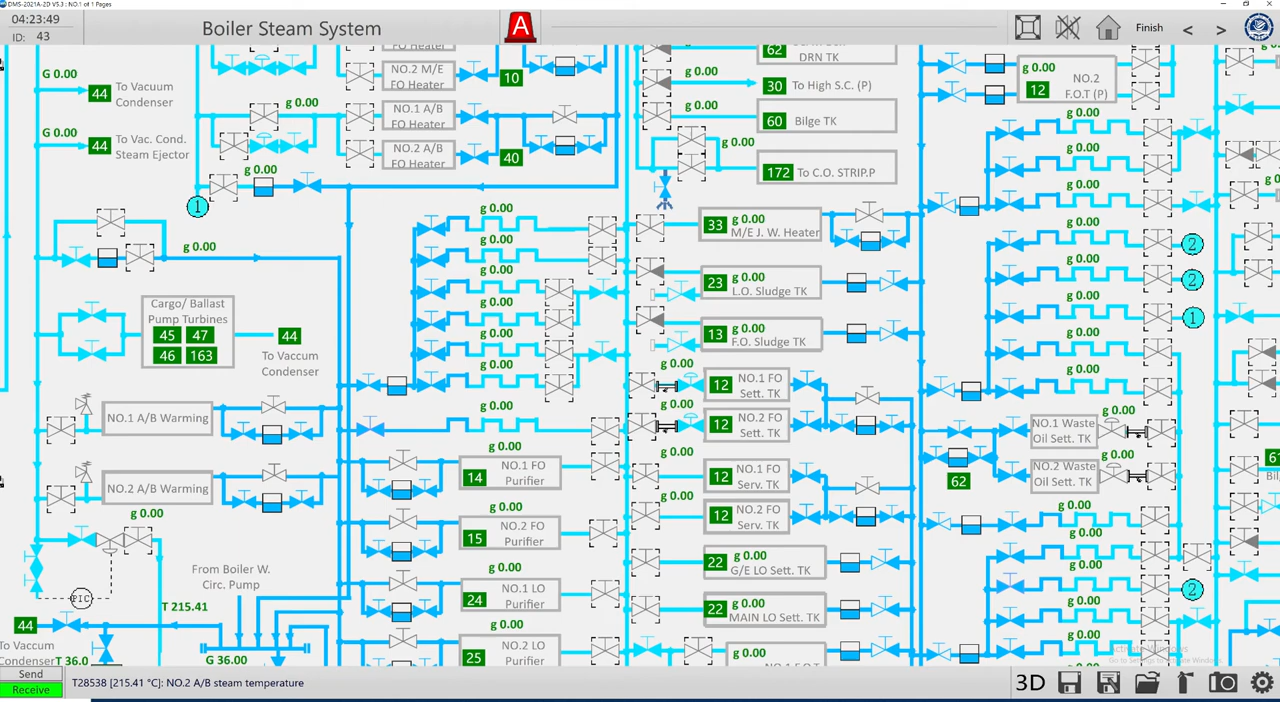 DMS-2021A-2D V5.3 : NO.1 of 1 Pages
04:23:49
ID: 43
Boiler Steam System
A
Finish
<
>
G 0.00
44
To Vacuum
Condenser
G 0.00
44
To Vac. Cond.
Steam Ejector
g 0.00
g 0.00
1
g 0.00
FO Heater
NO.2 M/E
FO Heater
10
NO.1 A/B
FO Heater
NO.2 A/B
FO Heater
40
Cargo/ Ballast
Pump Turbines
45
47
46
163
44
To Vaccum
Condenser
NO.1 A/B Warming
NO.2 A/B Warming
g 0.00
PIC
From Boiler W.
Circ. Pump
T 215.41
44
To Vaccum
Condenser
T 36.0
G 36.00
g 0.00
g 0.00
g 0.00
g 0.00
g 0.00
g 0.00
g 0.00
g 0.00
14
NO.1 FO
Purifier
g 0.00
15
NO.2 FO
Purifier
g 0.00
24
NO.1 LO
Purifier
g 0.00
25
NO.2 LO
Purifier
62
DRN TK
g 0.00
30
To High S.C. (P)
g 0.00
60
Bilge TK
g 0.00
172
To C.O. STRIP.P
33
g 0.00
M/E J. W. Heater
23
g 0.00
L.O. Sludge TK
13
g 0.00
F.O. Sludge TK
g 0.00
12
NO.1 FO
Sett. TK
g 0.00
12
NO.2 FO
Sett. TK
g 0.00
12
NO.1 FO
Serv. TK
g 0.00
12
NO.2 FO
Serv. TK
22
g 0.00
G/E LO Sett. TK
22
g 0.00
MAIN LO Sett. TK
g 0.00
g 0.00
12
NO.2
F.O.T (P)
g 0.00
g 0.00
g 0.00
g 0.00
2
g 0.00
2
g 0.00
1
g 0.00
g 0.00
g 0.00
NO.1 Waste
Oil Sett. TK
g 0.00
NO.2 Waste
Oil Sett. TK
62
g 0.00
g 0.00
g 0.00
2
g 0.00
g 0.00
Activate Windows
Go to Settings to activate Windows.
Send
Receive
T28538 [215.41 °C]: NO.2 A/B steam temperature
3D